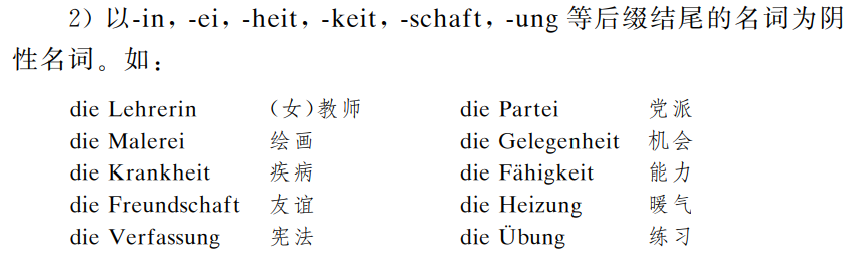 2）以-in，-ei，-heit，-keit，-schaft，-ung 等后缀结尾的名词为阴
性名词。如：
die Lehrerin （女）教师 die Partei 党派
die Malerei 绘画 die Gelegenheit 机会
die Krankheit 疾病 die Fähigkeit 能力
die Freundschaft 友谊 die Heizung 暖气
die Verfassung 宪法 die Übung 练习